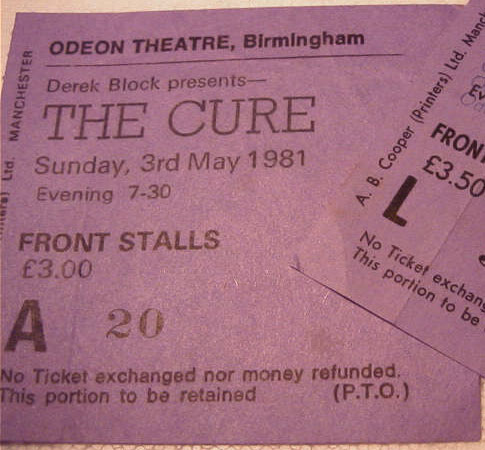 ODEON THEATRE, Birmingham
Derek Block presents—
THE CURE
Sunday, 3rd May 1981
Evening 7-30
FRONT STALLS
£3.00
A 20
No Ticket exchanged nor money refunded.
This portion to be retained (P.T.O.)
Ltd. MANCHESTER
A. B. Cooper (Printers) Ltd.
FRONT
£3.50
L
No Ticket
This portion to be